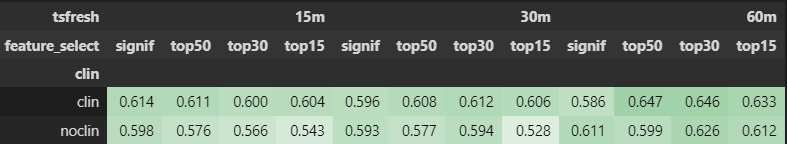 tsfresh 15m 30m 60m
feature_select signif top50 top30 top15 signif top50 top30 top15 signif top50 top30 top15
clin
clin 0.614 0.611 0.600 0.604 0.596 0.608 0.612 0.606 0.586 0.647 0.646 0.633
noclin 0.598 0.576 0.566 0.543 0.593 0.577 0.594 0.528 0.611 0.599 0.626 0.612